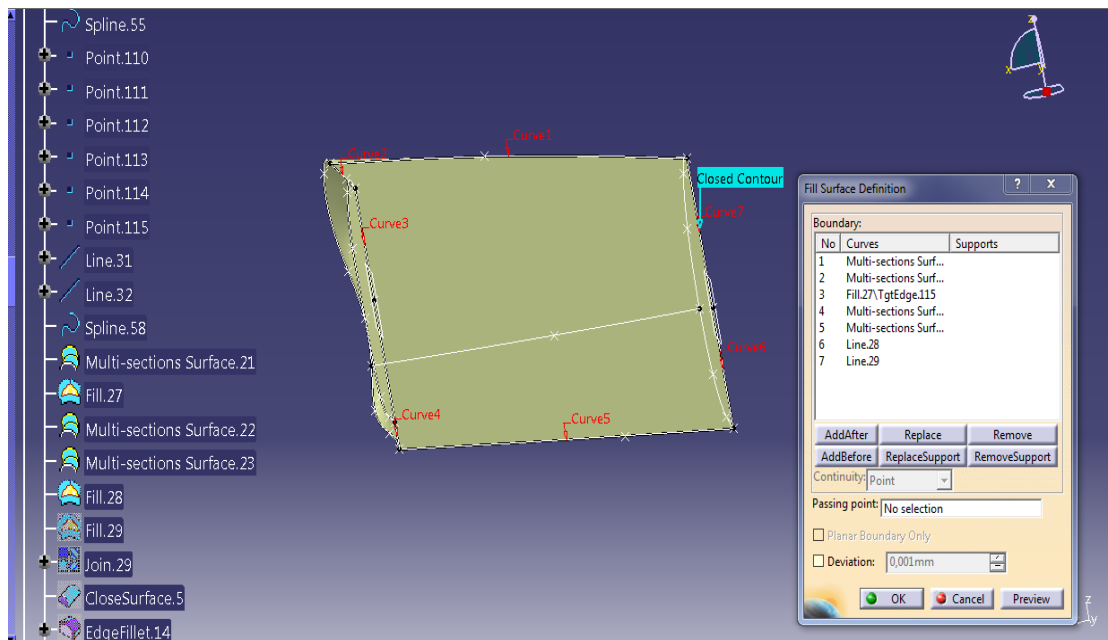 Spline.55
Point.110
Point.111
Point.112
Point.113
Point.114
Point.115
Line.31
Line.32
Spline.58
Multi-sections Surface.21
Fill.27
Multi-sections Surface.22
Multi-sections Surface.23
Fill.28
Fill.29
Join.29
CloseSurface.5
EdgeFillet.14
Curve1
Curve2
Closed Contour
Curve7
Curve3
Curve6
Curve4
Curve5
x
y
z
y
Fill Surface Definition
?
X
Boundary:
No Curves Supports
1 Multi-sections Surf...
2 Multi-sections Surf...
3 Fill.27\TgtEdge.115
4 Multi-sections Surf...
5 Multi-sections Surf...
6 Line.28
7 Line.29
AddAfter Replace Remove
AddBefore ReplaceSupport RemoveSupport
Continuity: Point
Passing point: No selection
Planar Boundary Only
Deviation: 0,001mm
OK Cancel Preview